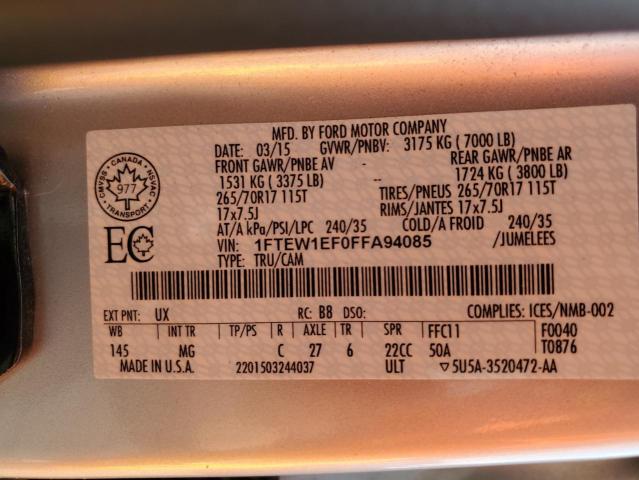 MFD. BY FORD MOTOR COMPANY
DATE: 03/15 GVWR/PNBV: 3175 KG ( 7000 LB)
FRONT GAWR/PNBE AV - REAR GAWR/PNBE AR
1531 KG ( 3375 LB) 1724 KG ( 3800 LB)
265/70R17 115T TIRES/PNEUS 265/70R17 115T
17x7.5J RIMS/JANTES 17x7.5J
AT/A kPa/PSI/LPC 240/35 COLD/A FROID 240/35
VIN: 1FTEW1EF0FFA94085 /JUMELEES
TYPE: TRU/CAM
CMVSS · CANADA · NSVAC
977
TRANSPORT
EC
EXT PNT: UX RC: B8 DSO: COMPLIES: ICES/NMB-002
WB INT TR TP/PS R AXLE TR SPR FFC11 F0040
145 MG C 27 6 22CC 50A T0876
MADE IN U.S.A. 2201503244037 ULT ▽5U5A-3520472-AA